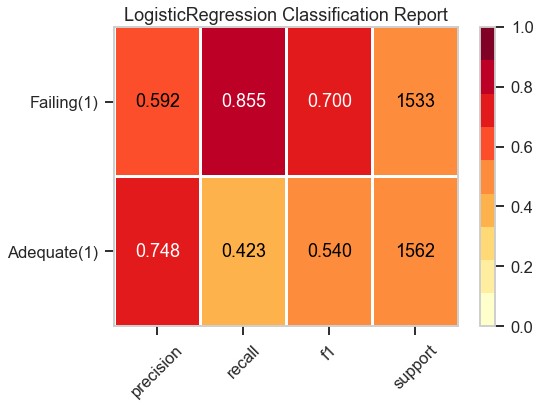 LogisticRegression Classification Report
Failing(1) 0.592 0.855 0.700 1533
Adequate(1) 0.748 0.423 0.540 1562
precision recall f1 support
1.0
0.8
0.6
0.4
0.2
0.0